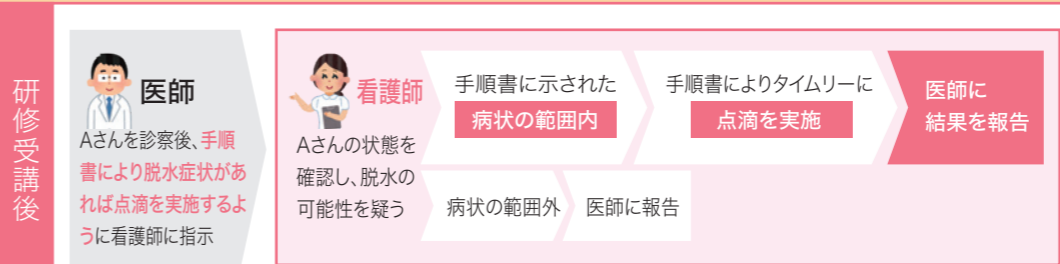 研修受講後
医師
Aさんを診察後、手順
書により脱水症状があ
れば点滴を実施するよ
うに看護師に指示
看護師
Aさんの状態を
確認し、脱水の
可能性を疑う
手順書に示された
病状の範囲内
手順書によりタイムリーに
点滴を実施
医師に
結果を報告
病状の範囲外
医師に報告